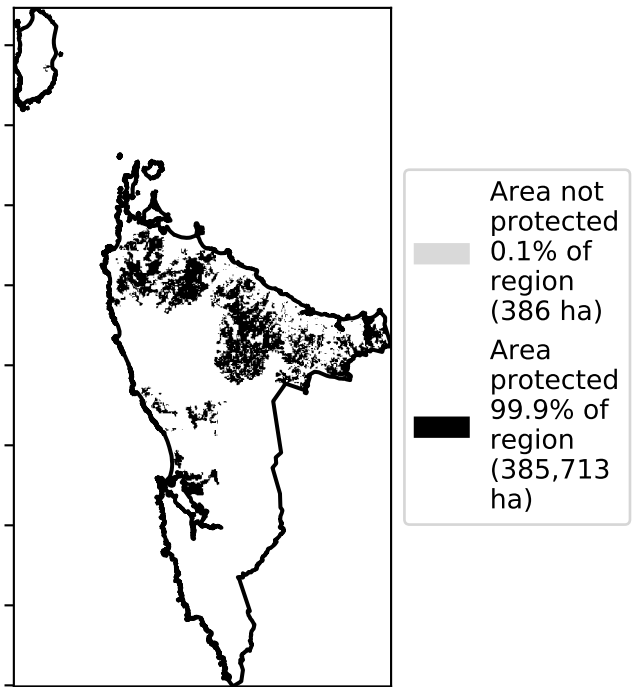 Area not
protected
0.1% of
region
(386 ha)
Area
protected
99.9% of
region
(385,713
ha)